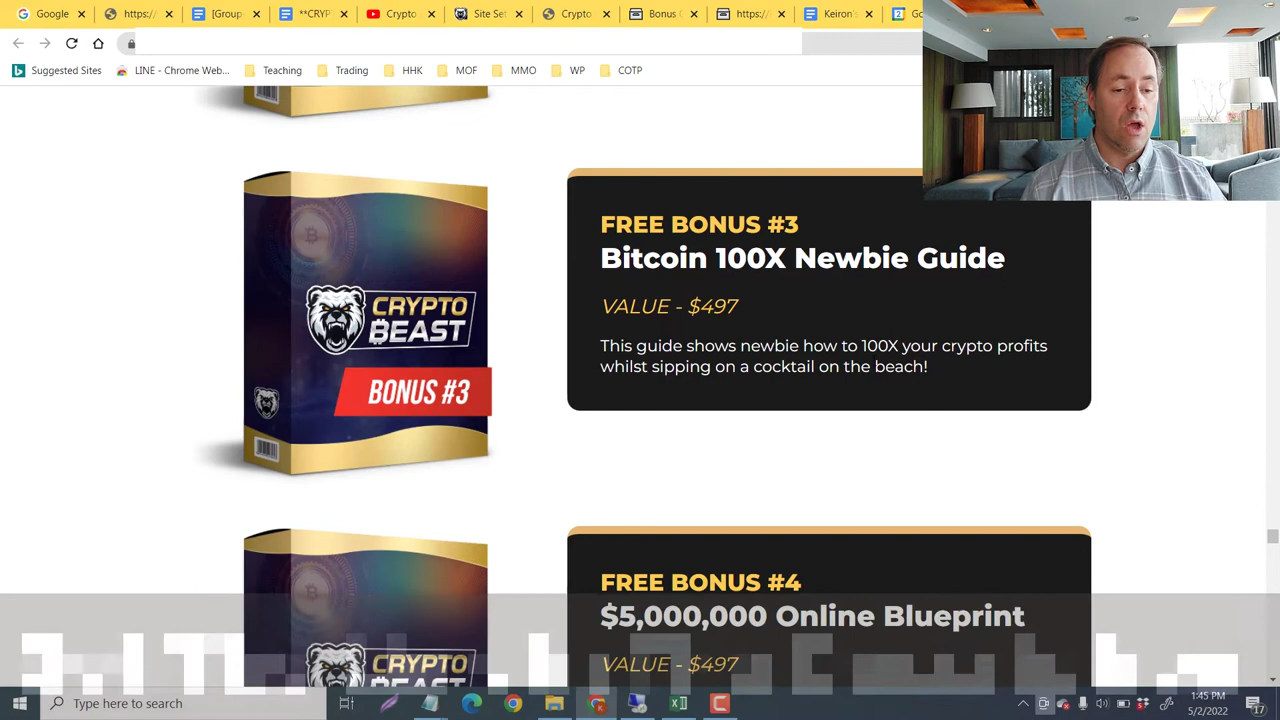 Google
https:/
[Group
**CRYP
Crypto
Site Set
Crypto
Bonus
https://
Keiron's
Suggested Sites
LINE - Chrome Web...
Teaching
Trading
HHK
MOF
MMO
WP
COTP
FREE BONUS #3
Bitcoin 100X Newbie Guide
VALUE - $497
This guide shows newbie how to 100X your crypto profits
whilst sipping on a cocktail on the beach!
CRYPTO
BEAST
BONUS #3
FREE BONUS #4
$5,000,000 Online Blueprint
VALUE - $497
CRYPTO
BEAST
Type here to search
1:45 PM
5/2/2022
17